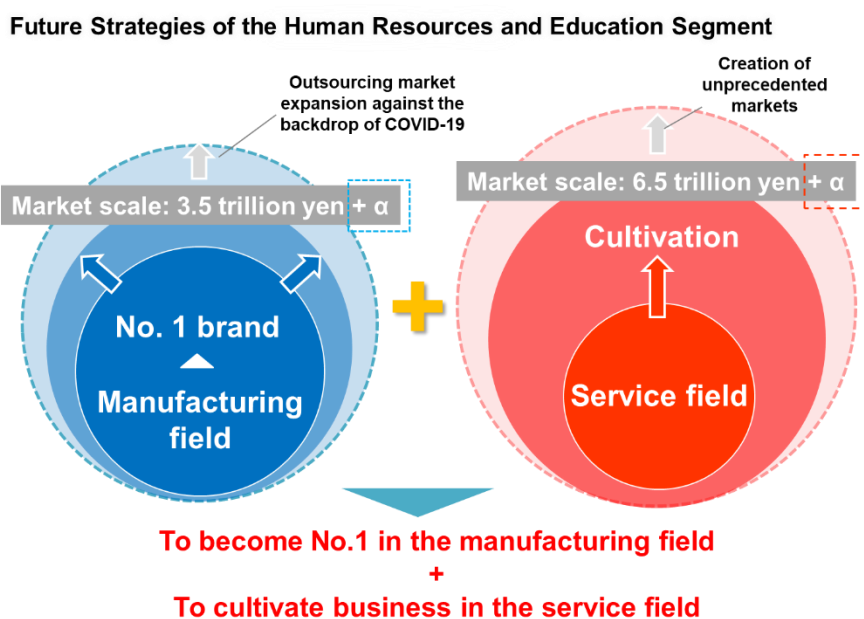 Future Strategies of the Human Resources and Education Segment
Outsourcing market
expansion against the
backdrop of COVID-19
Market scale: 3.5 trillion yen + α
No. 1 brand
Manufacturing
field
Creation of
unprecedented
markets
Market scale: 6.5 trillion yen + α
Cultivation
Service field
To become No.1 in the manufacturing field
+
To cultivate business in the service field